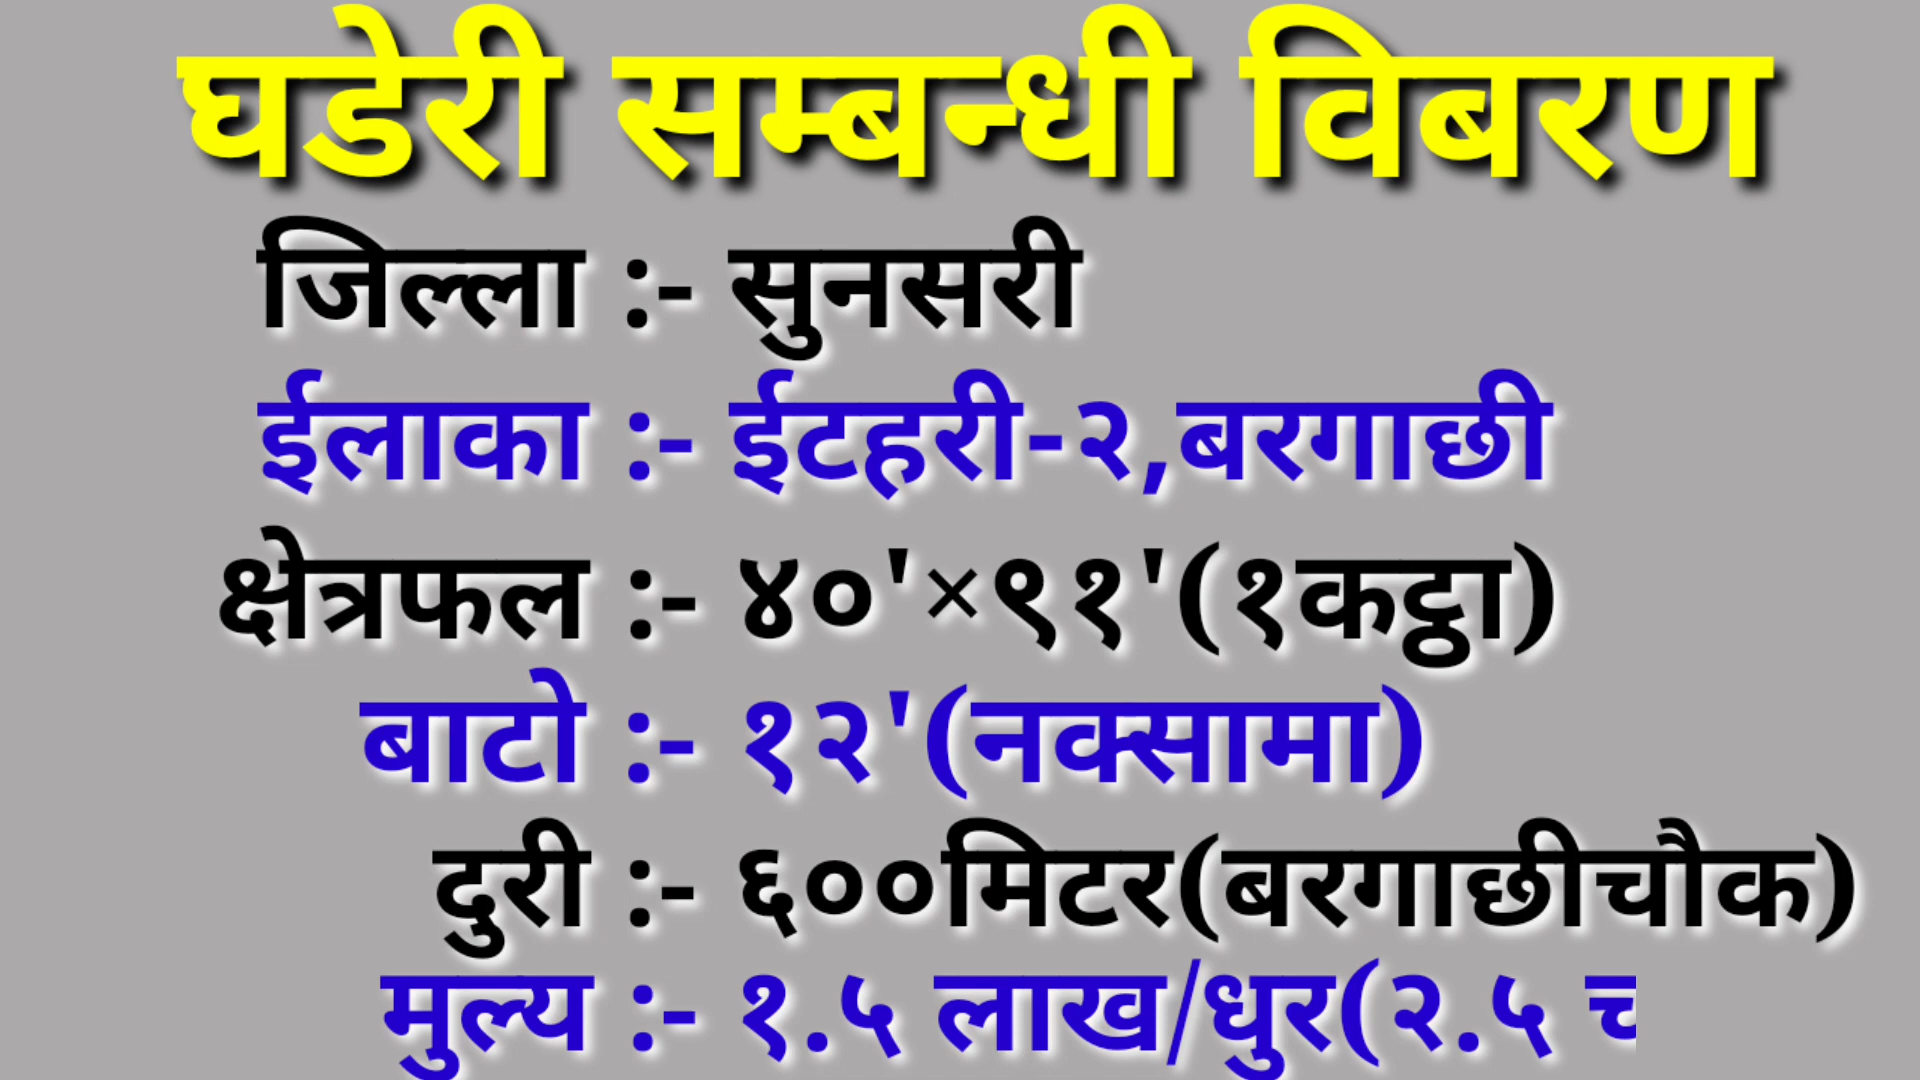 घडेरी सम्बन्धी विबरण
जिल्ला :- सुनसरी
ईलाका :- ईटहरी-२,बरगाछी
क्षेत्रफल :- ४०'×९१'(१कट्ठा)
बाटो :- १२'(नक्सामा)
दुरी :- ६००मिटर(बरगाछीचौक)
मुल्य :- १.५ लाख/धुर(२.५